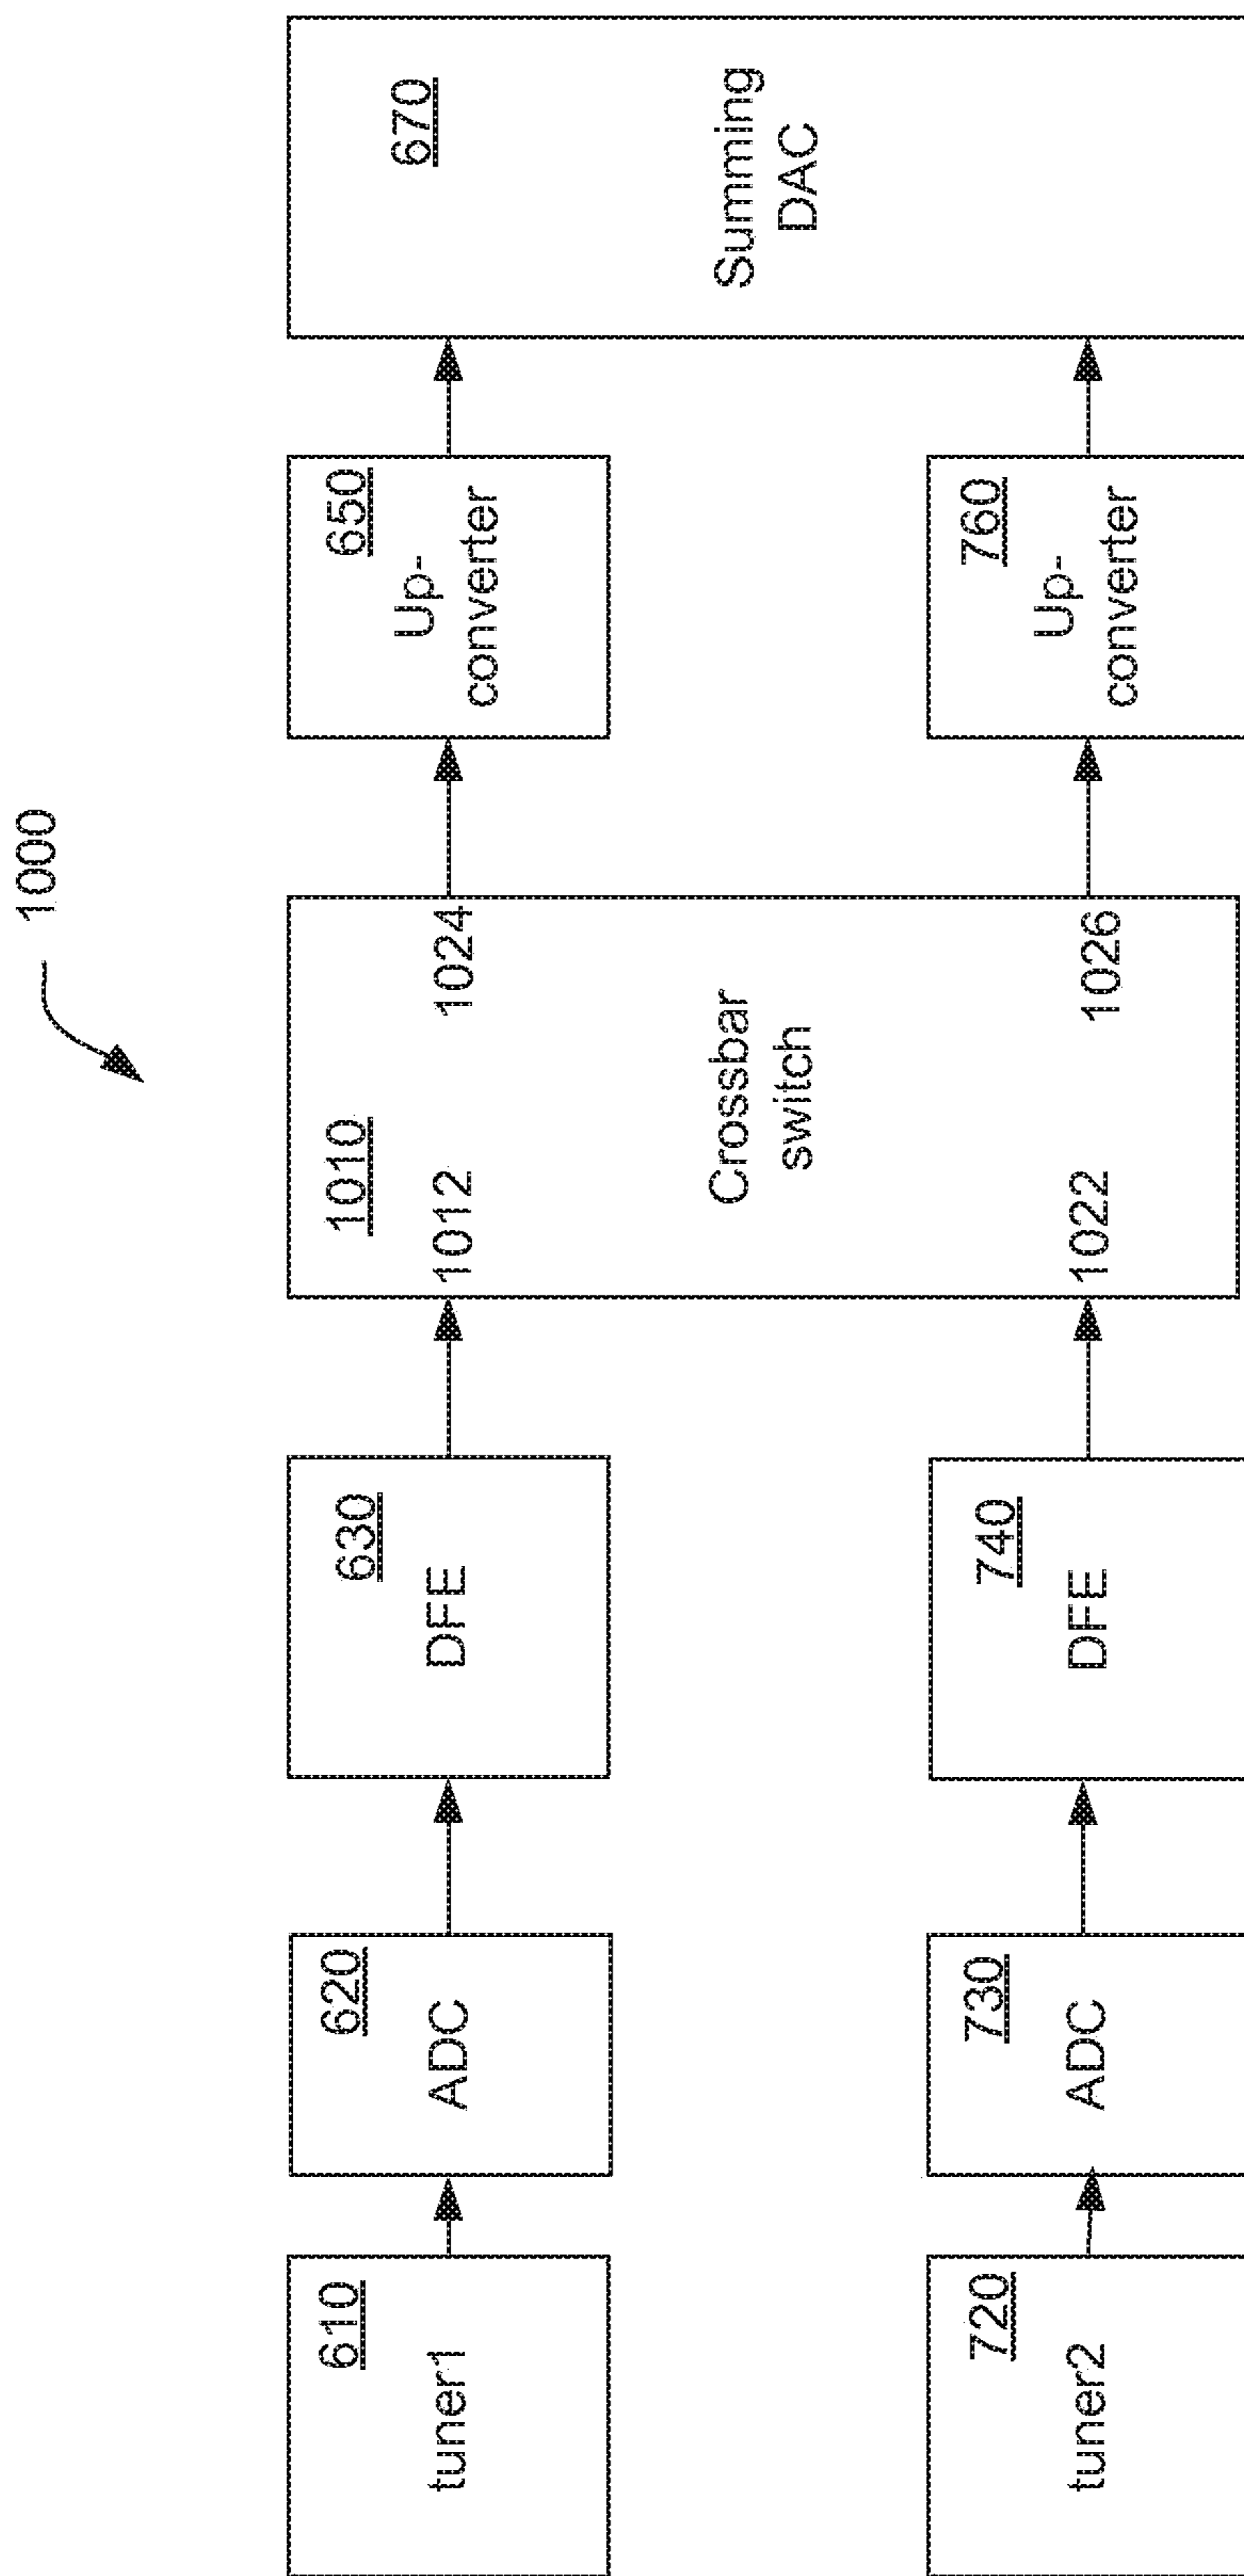 1000
610
tuner1
620
ADC
630
DFE
1010
1012
1024
Crossbar
switch
1022
1026
650
Up-
converter
670
Summing
DAC
720
tuner2
730
ADC
740
DFE
760
Up-
converter